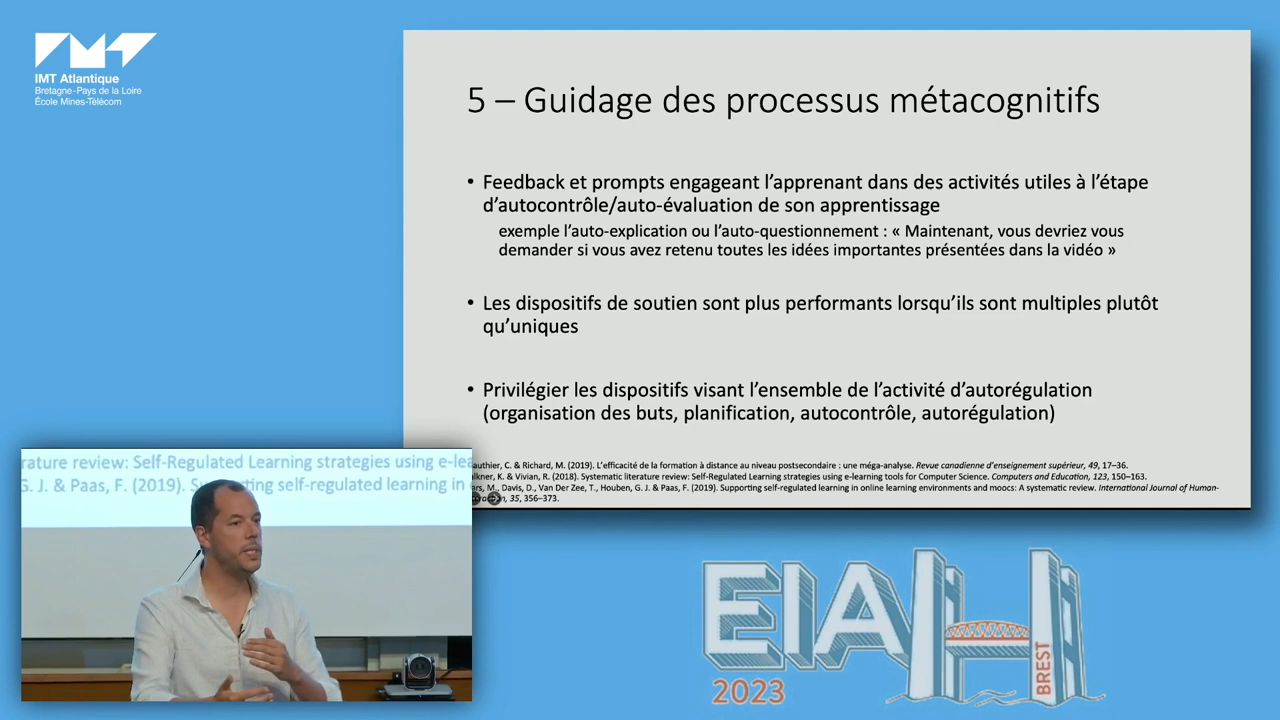 IMT Atlantique
Bretagne-Pays de la Loire
École Mines-Télécom
5 – Guidage des processus métacognitifs
• Feedback et prompts engageant l'apprenant dans des activités utiles à l'étape
d'autocontrôle/auto-évaluation de son apprentissage
exemple l'auto-explication ou l'auto-questionnement : « Maintenant, vous devriez vous
demander si vous avez retenu toutes les idées importantes présentées dans la vidéo »
• Les dispositifs de soutien sont plus performants lorsqu'ils sont multiples plutôt
qu'uniques
• Privilégier les dispositifs visant l'ensemble de l'activité d'autorégulation
(organisation des buts, planification, autocontrôle, autorégulation)
authier, C. & Richard, M. (2019). L'efficacité de la formation à distance au niveau postsecondaire : une méga-analyse. Revue canadienne d'enseignement supérieur, 49, 17–36.
lkner, K. & Vivian, R. (2018). Systematic literature review: Self-Regulated Learning strategies using e-learning tools for Computer Science. Computers and Education, 123, 150–163.
rs, M., Davis, D., Van Der Zee, T., Houben, G. J. & Paas, F. (2019). Supporting self-regulated learning in online learning environments and moocs: A systematic review. International Journal of Human-
35, 356–373.
rature review: Self-Regulated Learning strategies using e-lea
G. J. & Paas, F. (2019). S ting self-regulated learning in
EIAH
BREST
2023